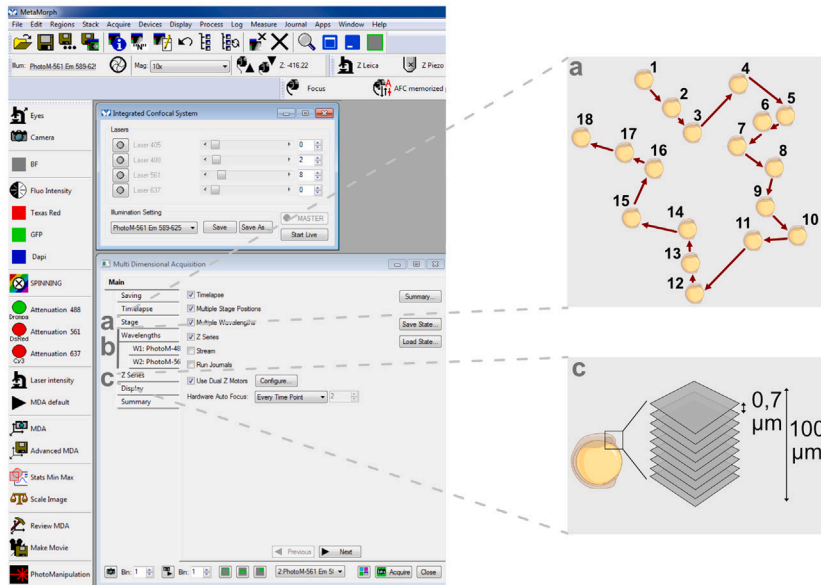 MetaMorph
File Edit Regions Stack Acquire Devices Display Process Log Measure Journal Apps Window Help
Illum: PhotoM-561 Em 589-625 Mag: 10x Z: -416.22 Z Leica Z Piezo
Focus AFC memorized
Eyes
Camera
BF
Fluo Intensity
Texas Red
GFP
Dapi
SPINNING
Attenuation 488
Dronpa
Attenuation 561
DsRed
Attenuation 637
Cy3
Laser intensity
MDA default
MDA
Advanced MDA
Stats Min Max
Scale Image
Review MDA
Make Movie
PhotoManipulation
Integrated Confocal System
Lasers
Laser 405 0
Laser 488 2
Laser 561 8
Laser 637 0
Illumination Setting
MASTER
PhotoM-561 Em 589-625 Save Save As... Start Live
Multi Dimensional Acquisition
Main
Saving
Timelapse
Stage
Wavelengths
W1: PhotoM-48
W2: PhotoM-56
Z Series
Display
Summary
a
b
c
Timelapse
Multiple Stage Positions
Multiple Wavelengths
Z Series
Stream
Run Journals
Use Dual Z Motors Configure...
Hardware Auto Focus: Every Time Point 2
Summary...
Save State...
Load State...
Previous Next
Bin: 1 Bin: 1 2:PhotoM-561 Em 5 Acquire Close
a
1
2
3
4
5
6
7
8
9
10
11
12
13
14
15
16
17
18
c
0,7
µm
100
µm